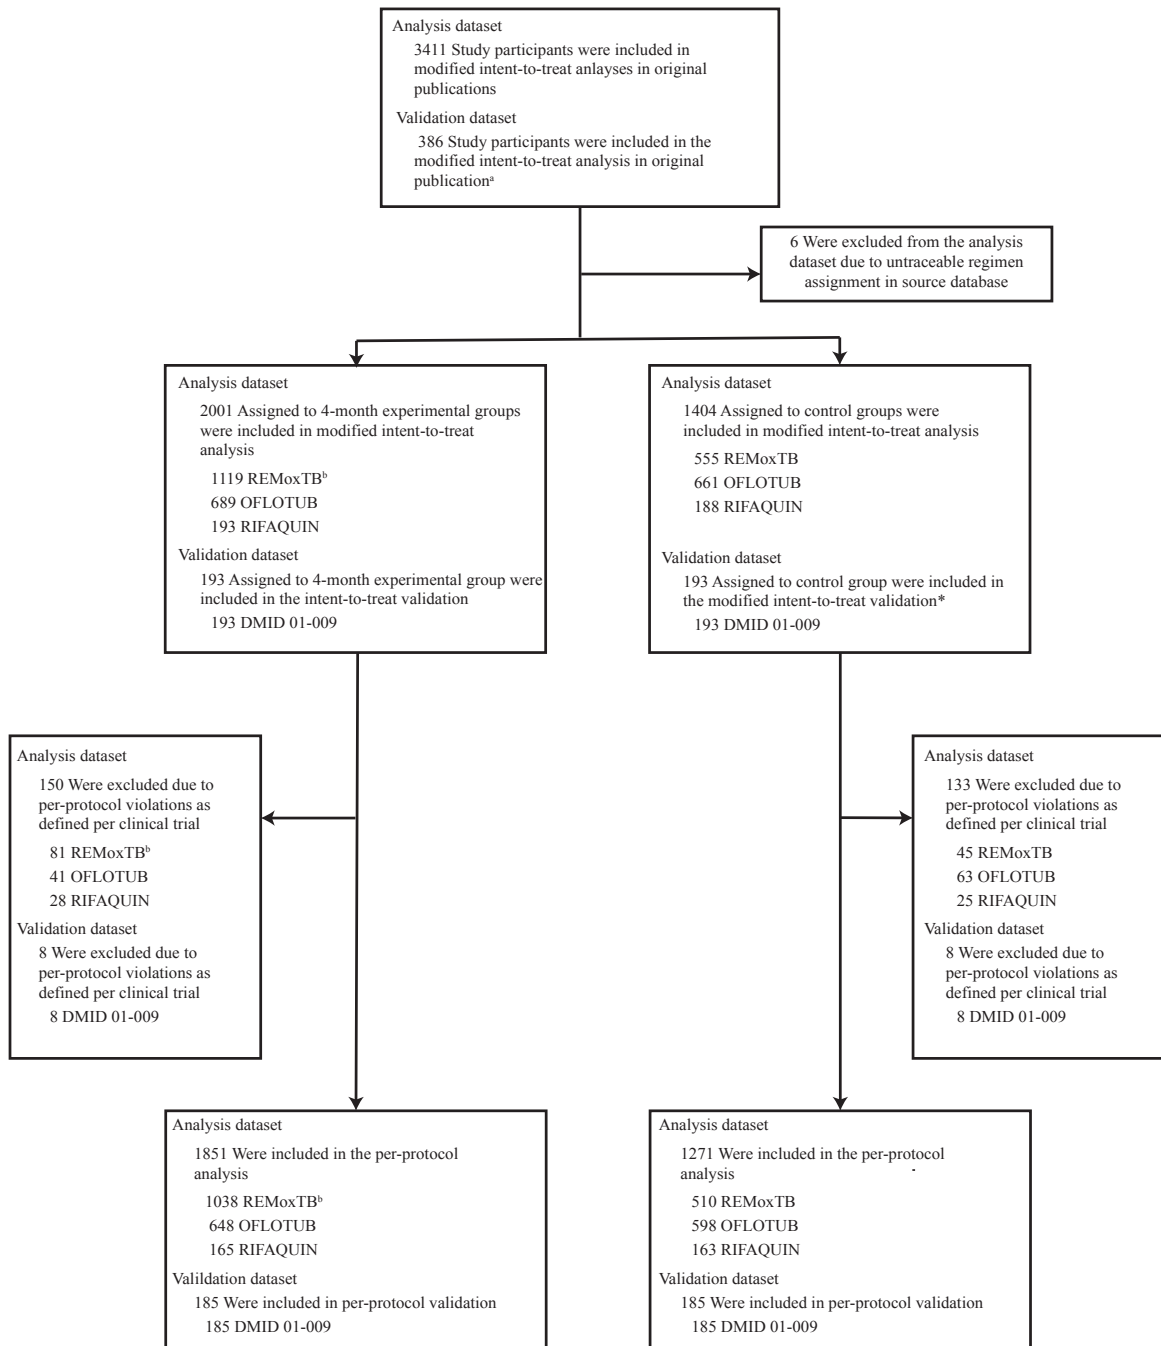 Analysis dataset
3411 Study participants were included in
modified intent-to-treat anlayses in original
publications
Validation dataset
386 Study participants were included in the
modified intent-to-treat analysis in original
publicationᵃ
6 Were excluded from the analysis
dataset due to untraceable regimen
assignment in source database
Analysis dataset
2001 Assigned to 4-month experimental groups
were included in modified intent-to-treat
analysis
1119 REMoxTBᵇ
689 OFLOTUB
193 RIFAQUIN
Validation dataset
193 Assigned to 4-month experimental group were
included in the intent-to-treat validation
193 DMID 01-009
Analysis dataset
1404 Assigned to control groups were
included in modified intent-to-treat analysis
555 REMoxTB
661 OFLOTUB
188 RIFAQUIN
Validation dataset
193 Assigned to control group were included in
the modified intent-to-treat validation*
193 DMID 01-009
Analysis dataset
150 Were excluded due to
per-protocol violations as
defined per clinical trial
81 REMoxTBᵇ
41 OFLOTUB
28 RIFAQUIN
Validation dataset
8 Were excluded due to
per-protocol violations as
defined per clinical trial
8 DMID 01-009
Analysis dataset
133 Were excluded due to
per-protocol violations as
defined per clinical trial
45 REMoxTB
63 OFLOTUB
25 RIFAQUIN
Validation dataset
8 Were excluded due to
per-protocol violations as
defined per clinical trial
8 DMID 01-009
Analysis dataset
1851 Were included in the per-protocol
analysis
1038 REMoxTBᵇ
648 OFLOTUB
165 RIFAQUIN
Valildation dataset
185 Were included in per-protocol validation
185 DMID 01-009
Analysis dataset
1271 Were included in the per-protocol
analysis
510 REMoxTB
598 OFLOTUB
163 RIFAQUIN
Validation dataset
185 Were included in per-protocol validation
185 DMID 01-009